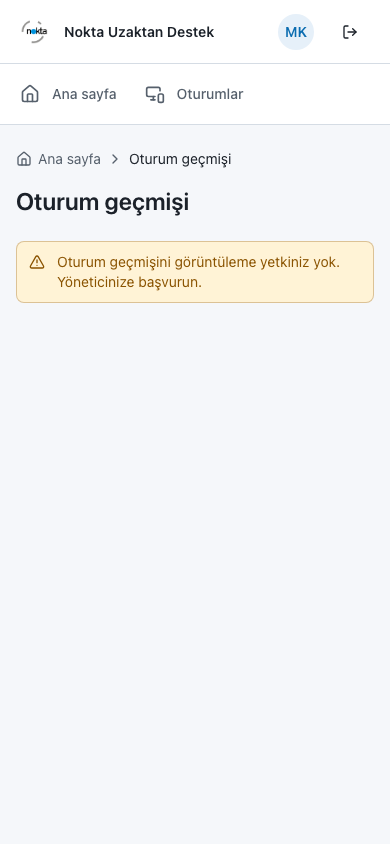 nokta
Nokta Uzaktan Destek
MK
Ana sayfa
Oturumlar
Ana sayfa
Oturum geçmişi
Oturum geçmişi
Oturum geçmişini görüntüleme yetkiniz yok.
Yöneticinize başvurun.